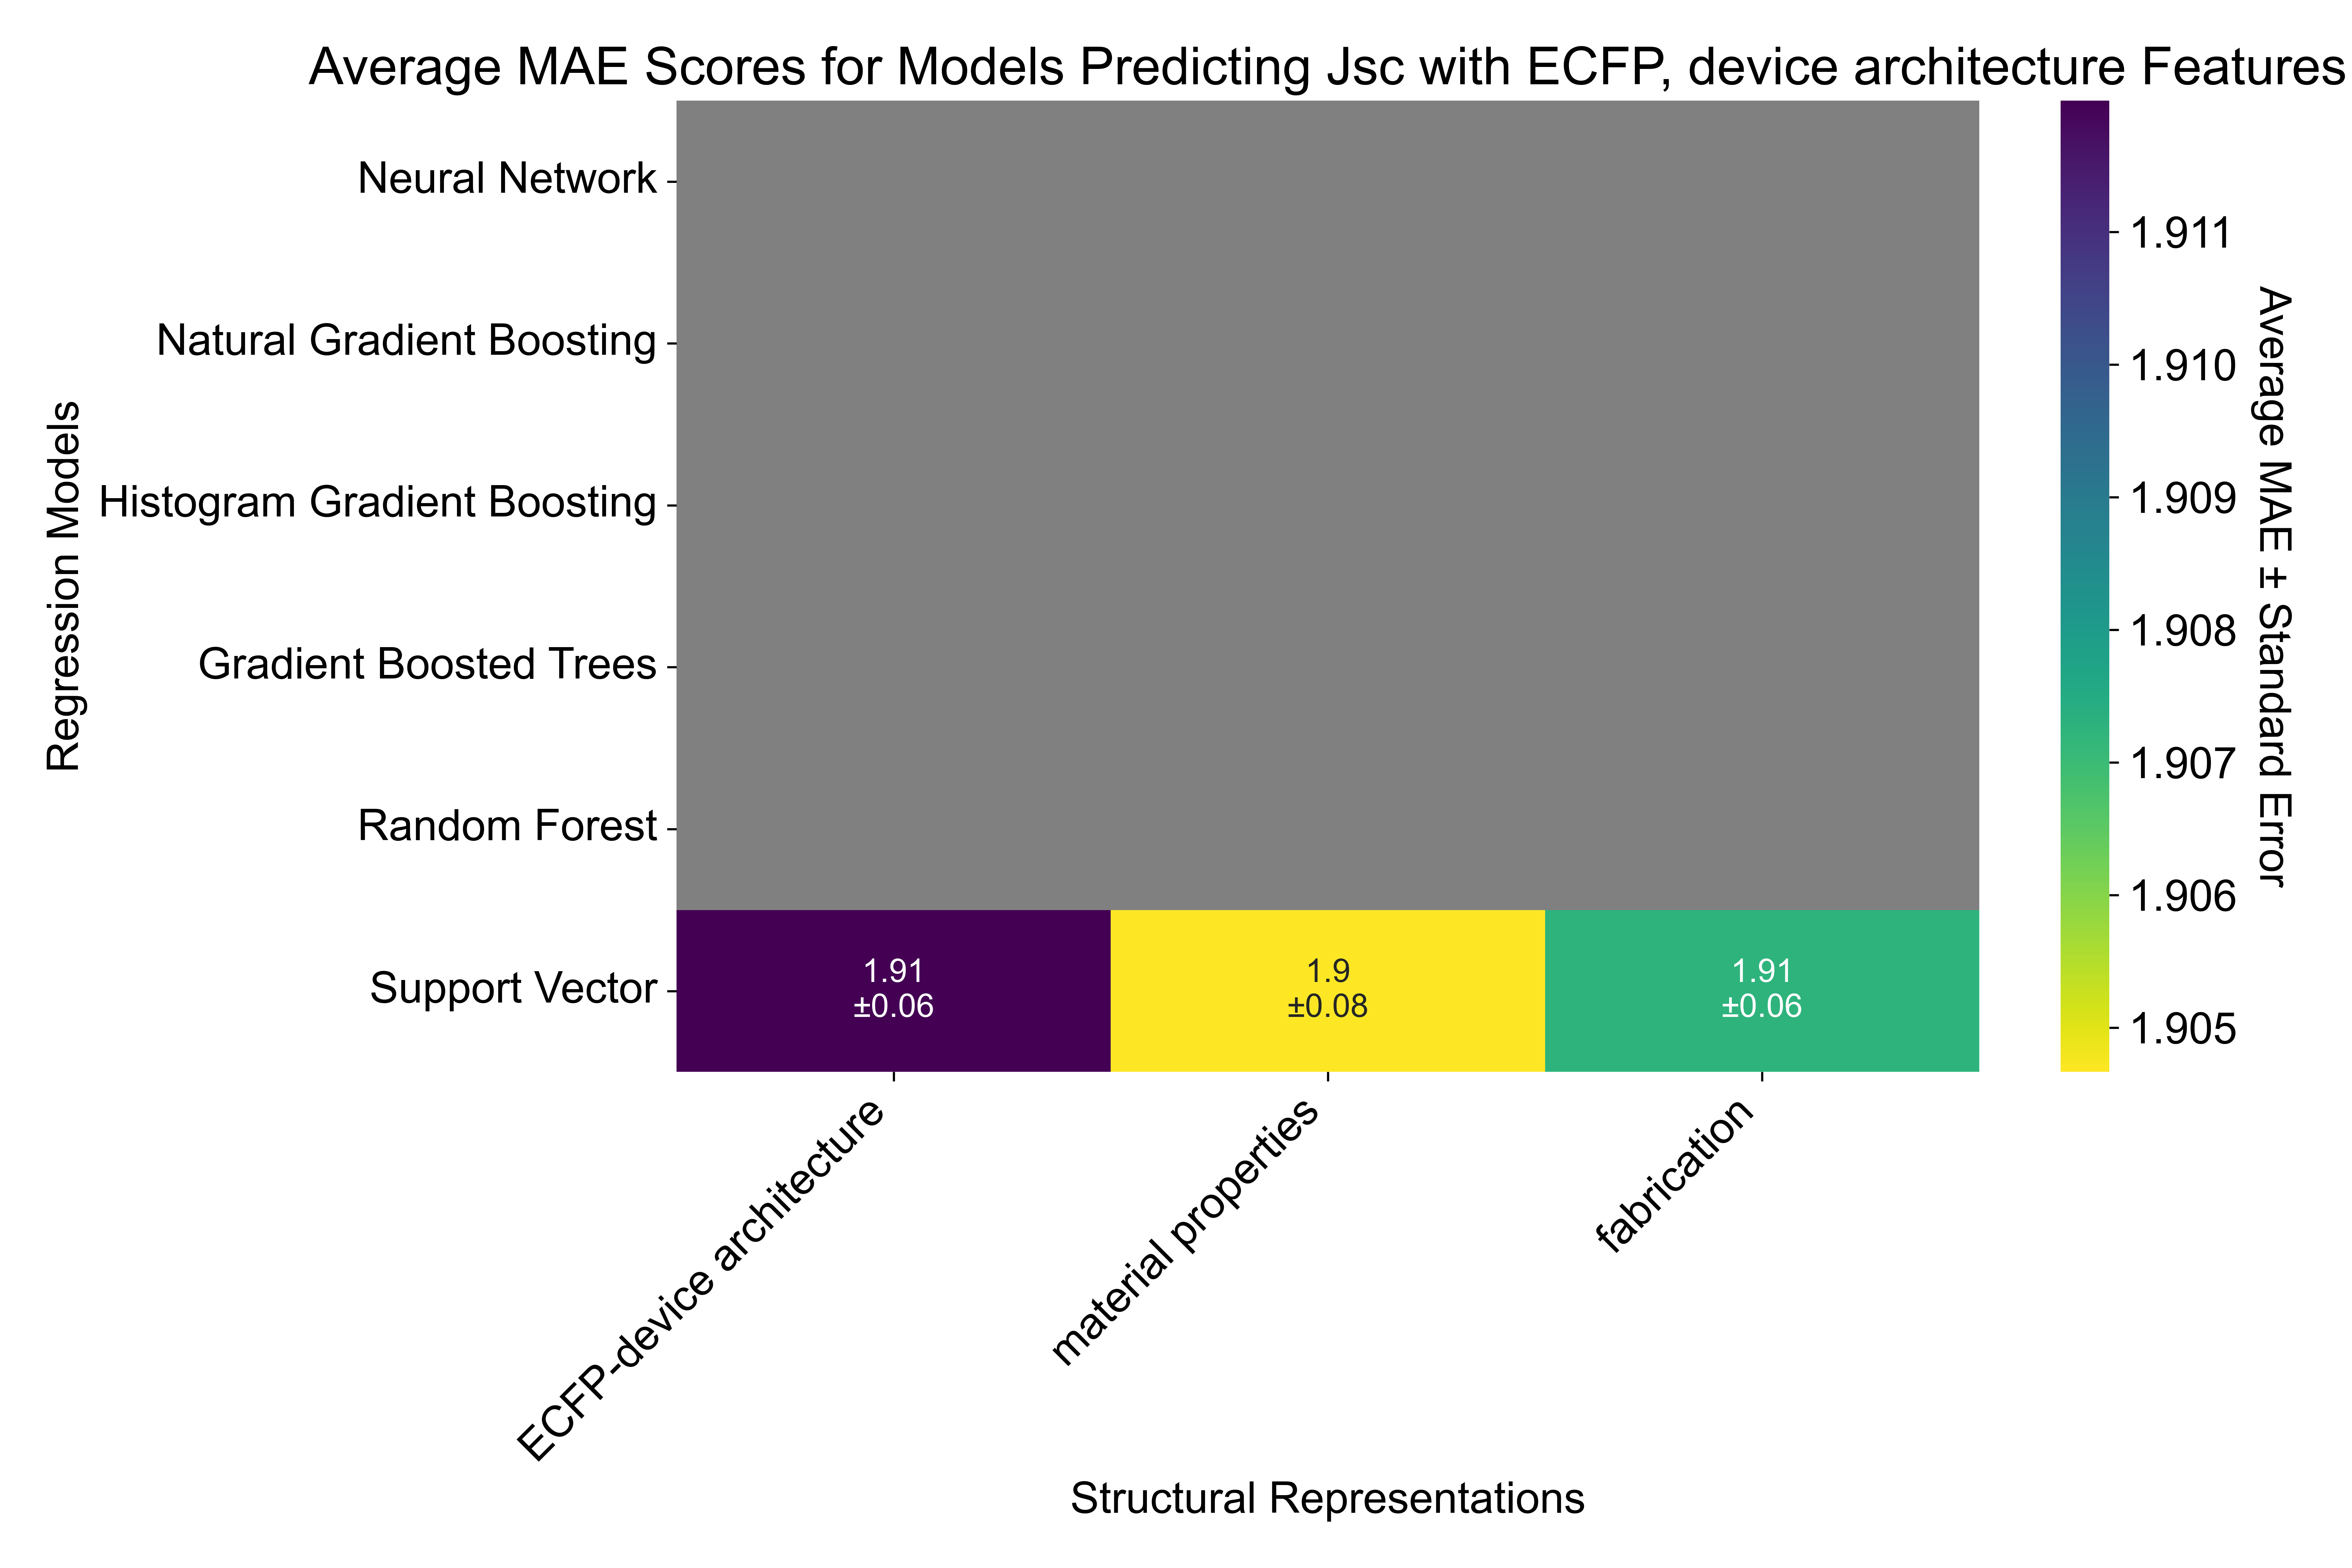 Average MAE Scores for Models Predicting Jsc with ECFP, device architecture Features
Regression Models
Neural Network
Natural Gradient Boosting
Histogram Gradient Boosting
Gradient Boosted Trees
Random Forest
Support Vector
1.91
±0.06
1.9
±0.08
1.91
±0.06
ECFP-device architecture
material properties
fabrication
Structural Representations
1.911
1.910
1.909
1.908
1.907
1.906
1.905
Average MAE ± Standard Error